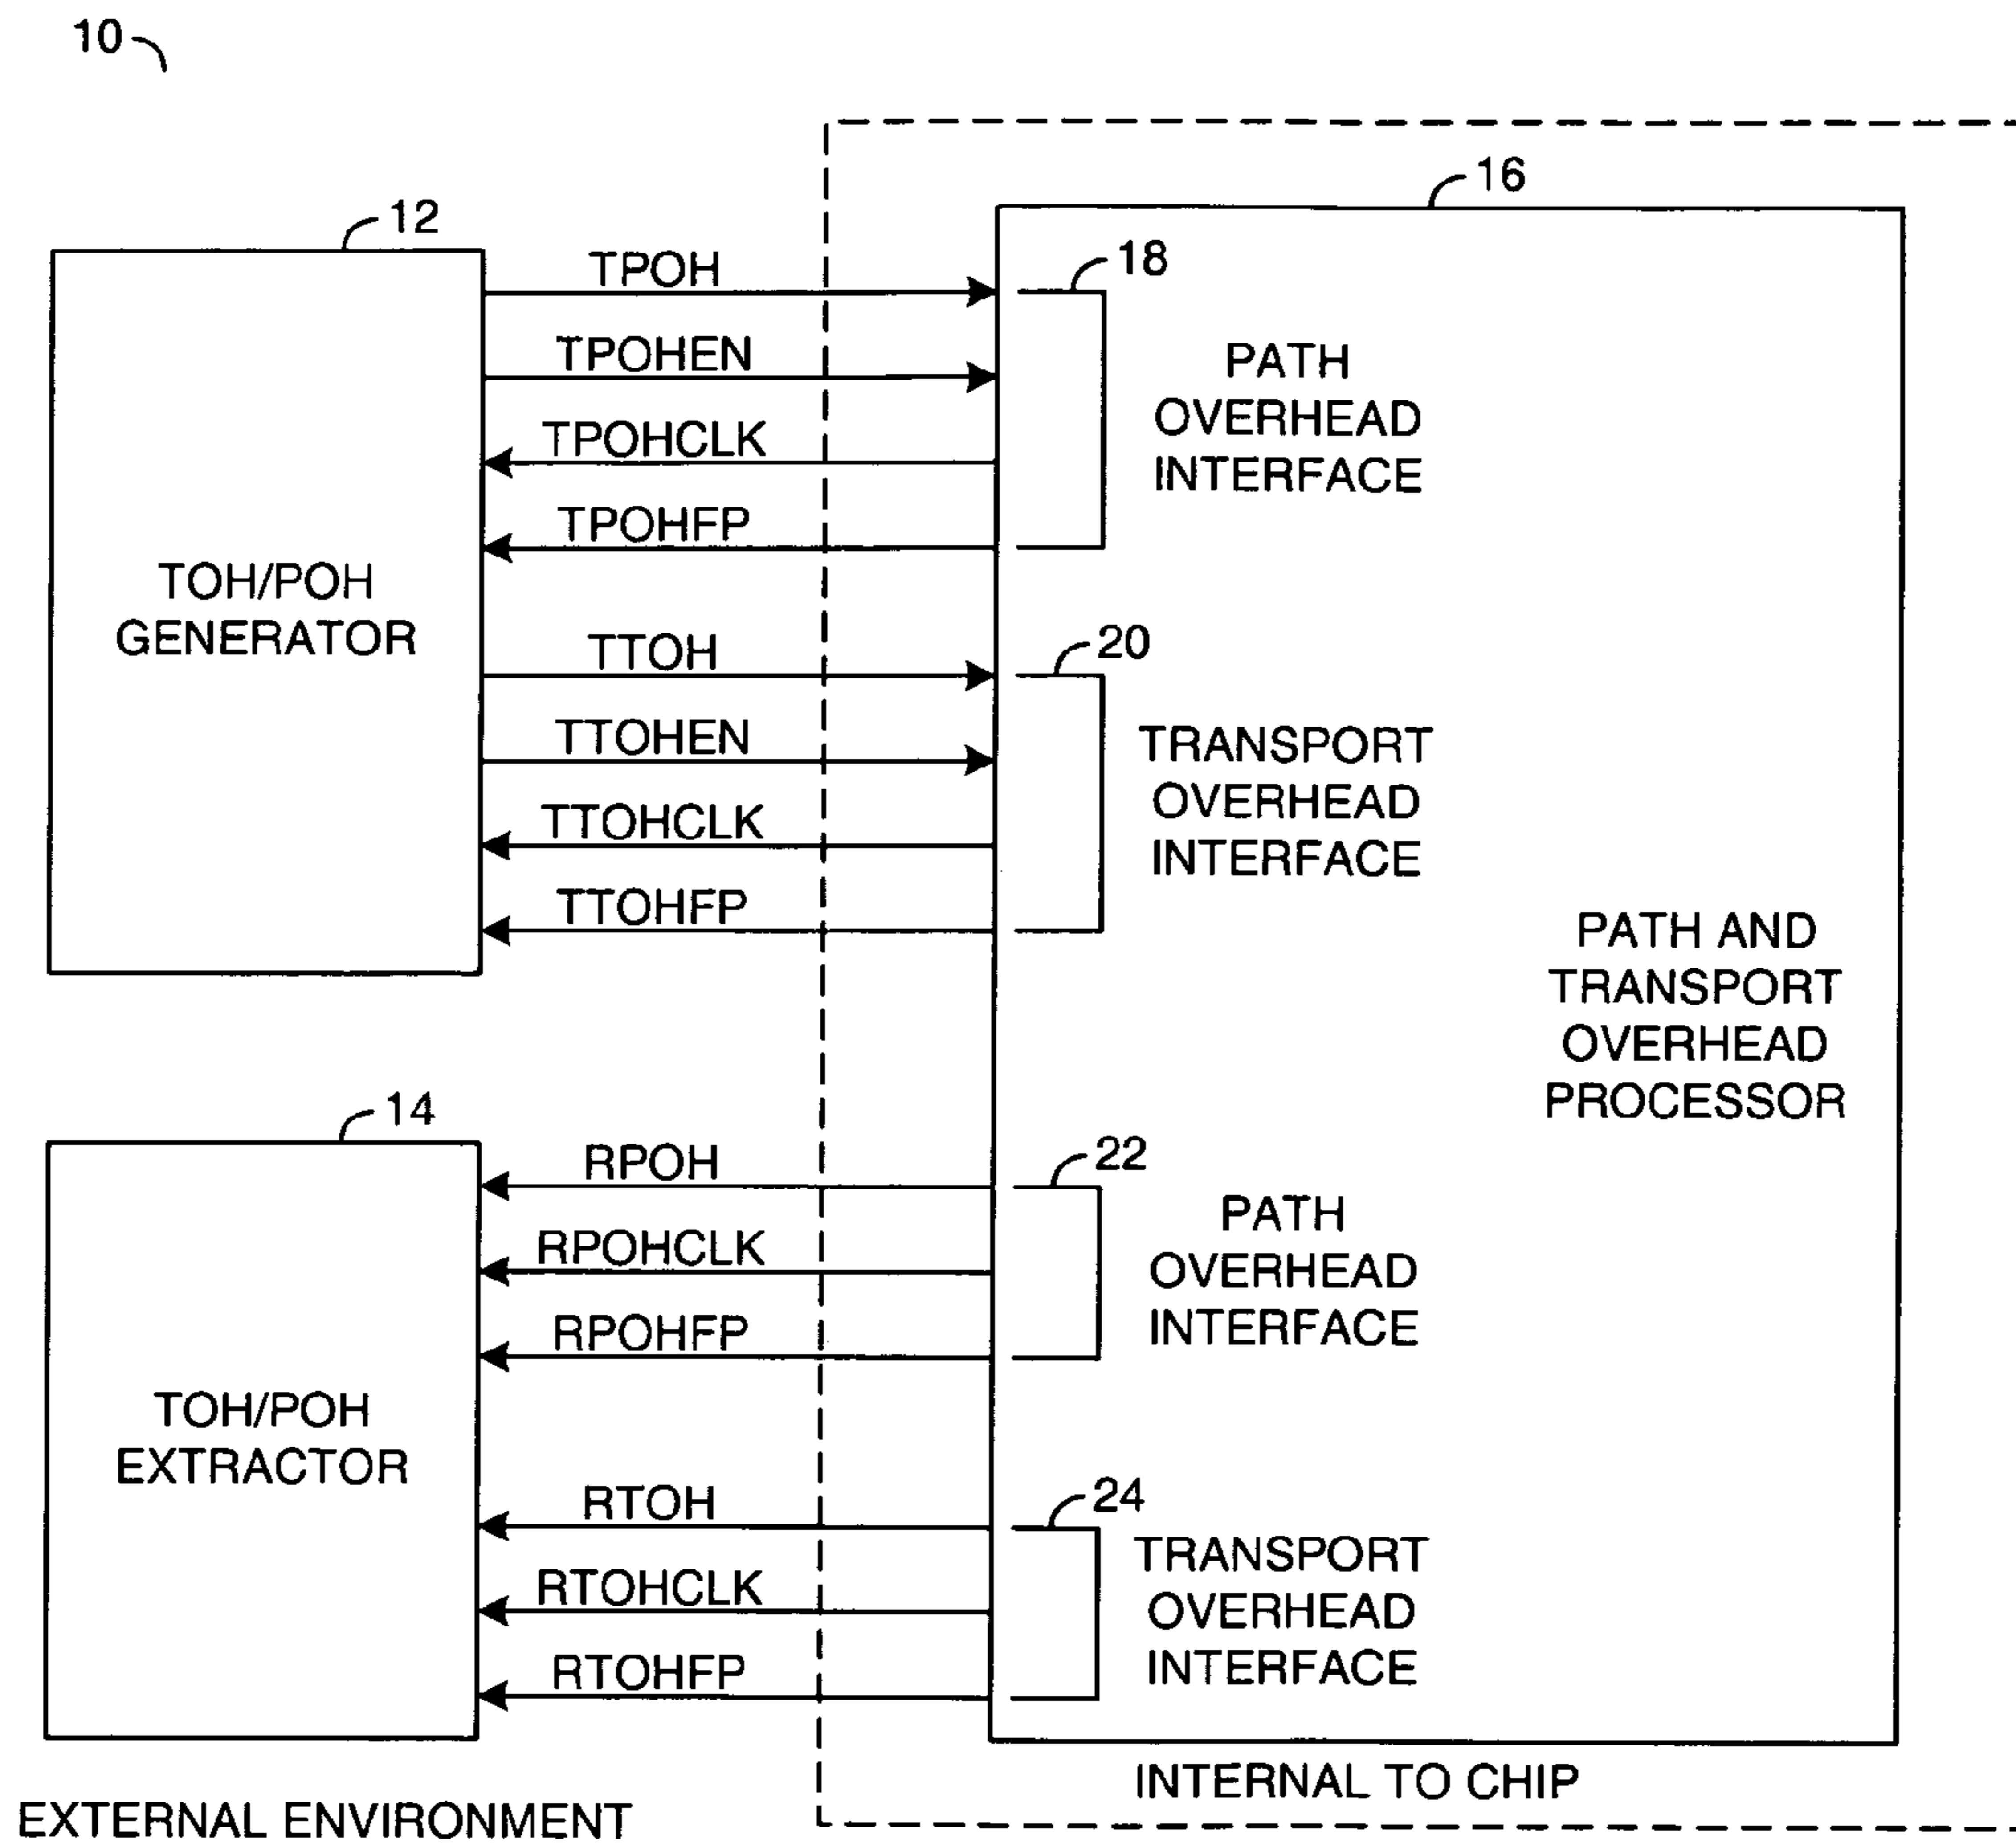 10
16
12
TPOH
18
TPOHEN
PATH
OVERHEAD
INTERFACE
TPOHCLK
TPOHFP
TOH/POH
GENERATOR
TTOH
20
TTOHEN
TRANSPORT
OVERHEAD
INTERFACE
TTOHCLK
TTOHFP
PATH AND
TRANSPORT
OVERHEAD
PROCESSOR
14
RPOH
22
RPOHCLK
PATH
OVERHEAD
INTERFACE
RPOHFP
TOH/POH
EXTRACTOR
RTOH
24
RTOHCLK
TRANSPORT
OVERHEAD
INTERFACE
RTOHFP
INTERNAL TO CHIP
EXTERNAL ENVIRONMENT